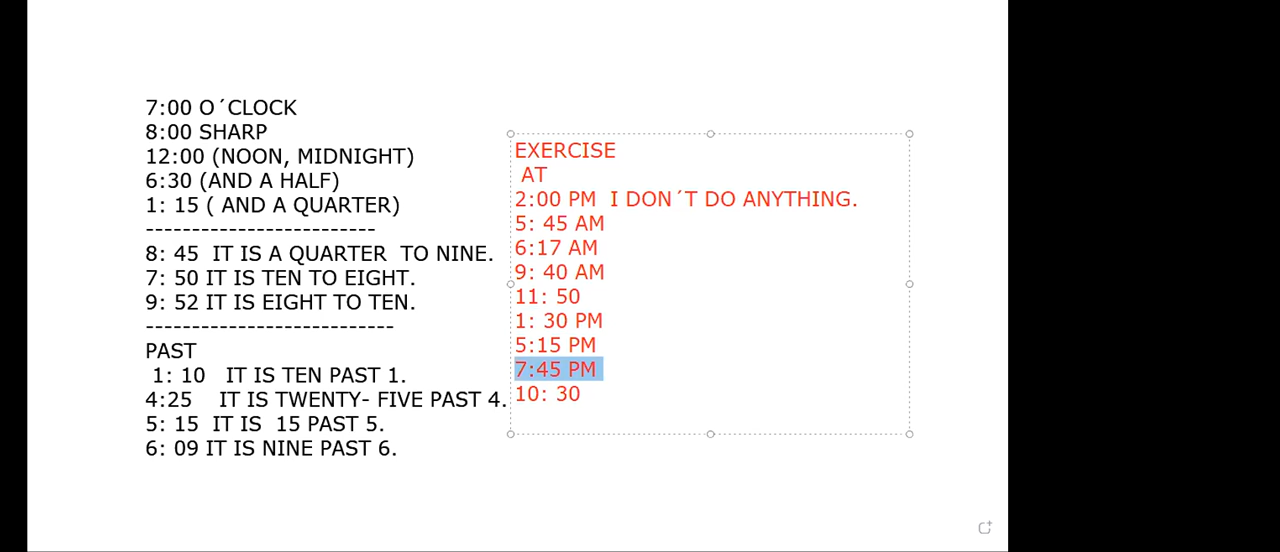 7:00 O´CLOCK
8:00 SHARP
12:00 (NOON, MIDNIGHT)
6:30 (AND A HALF)
1: 15 ( AND A QUARTER)
-------------------------
8: 45  IT IS A QUARTER  TO NINE.
7: 50 IT IS TEN TO EIGHT.
9: 52 IT IS EIGHT TO TEN.
---------------------------
PAST
1: 10   IT IS TEN PAST 1.
4:25    IT IS TWENTY- FIVE PAST 4.
5: 15  IT IS  15 PAST 5.
6: 09 IT IS NINE PAST 6.
EXERCISE
AT
2:00 PM  I DON´T DO ANYTHING.
5: 45 AM
6:17 AM
9: 40 AM
11: 50
1: 30 PM
5:15 PM
7:45 PM
10: 30